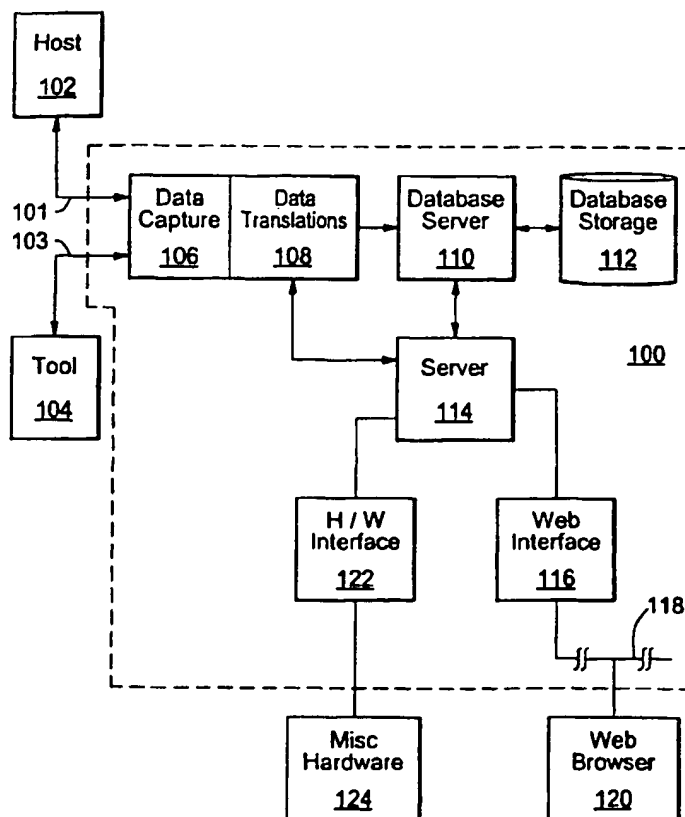 Host
102
101
103
Data
Capture
106
Data
Translations
108
Database
Server
110
Database
Storage
112
Tool
104
Server
114
100
H / W
Interface
122
Web
Interface
116
118
Misc
Hardware
124
Web
Browser
120